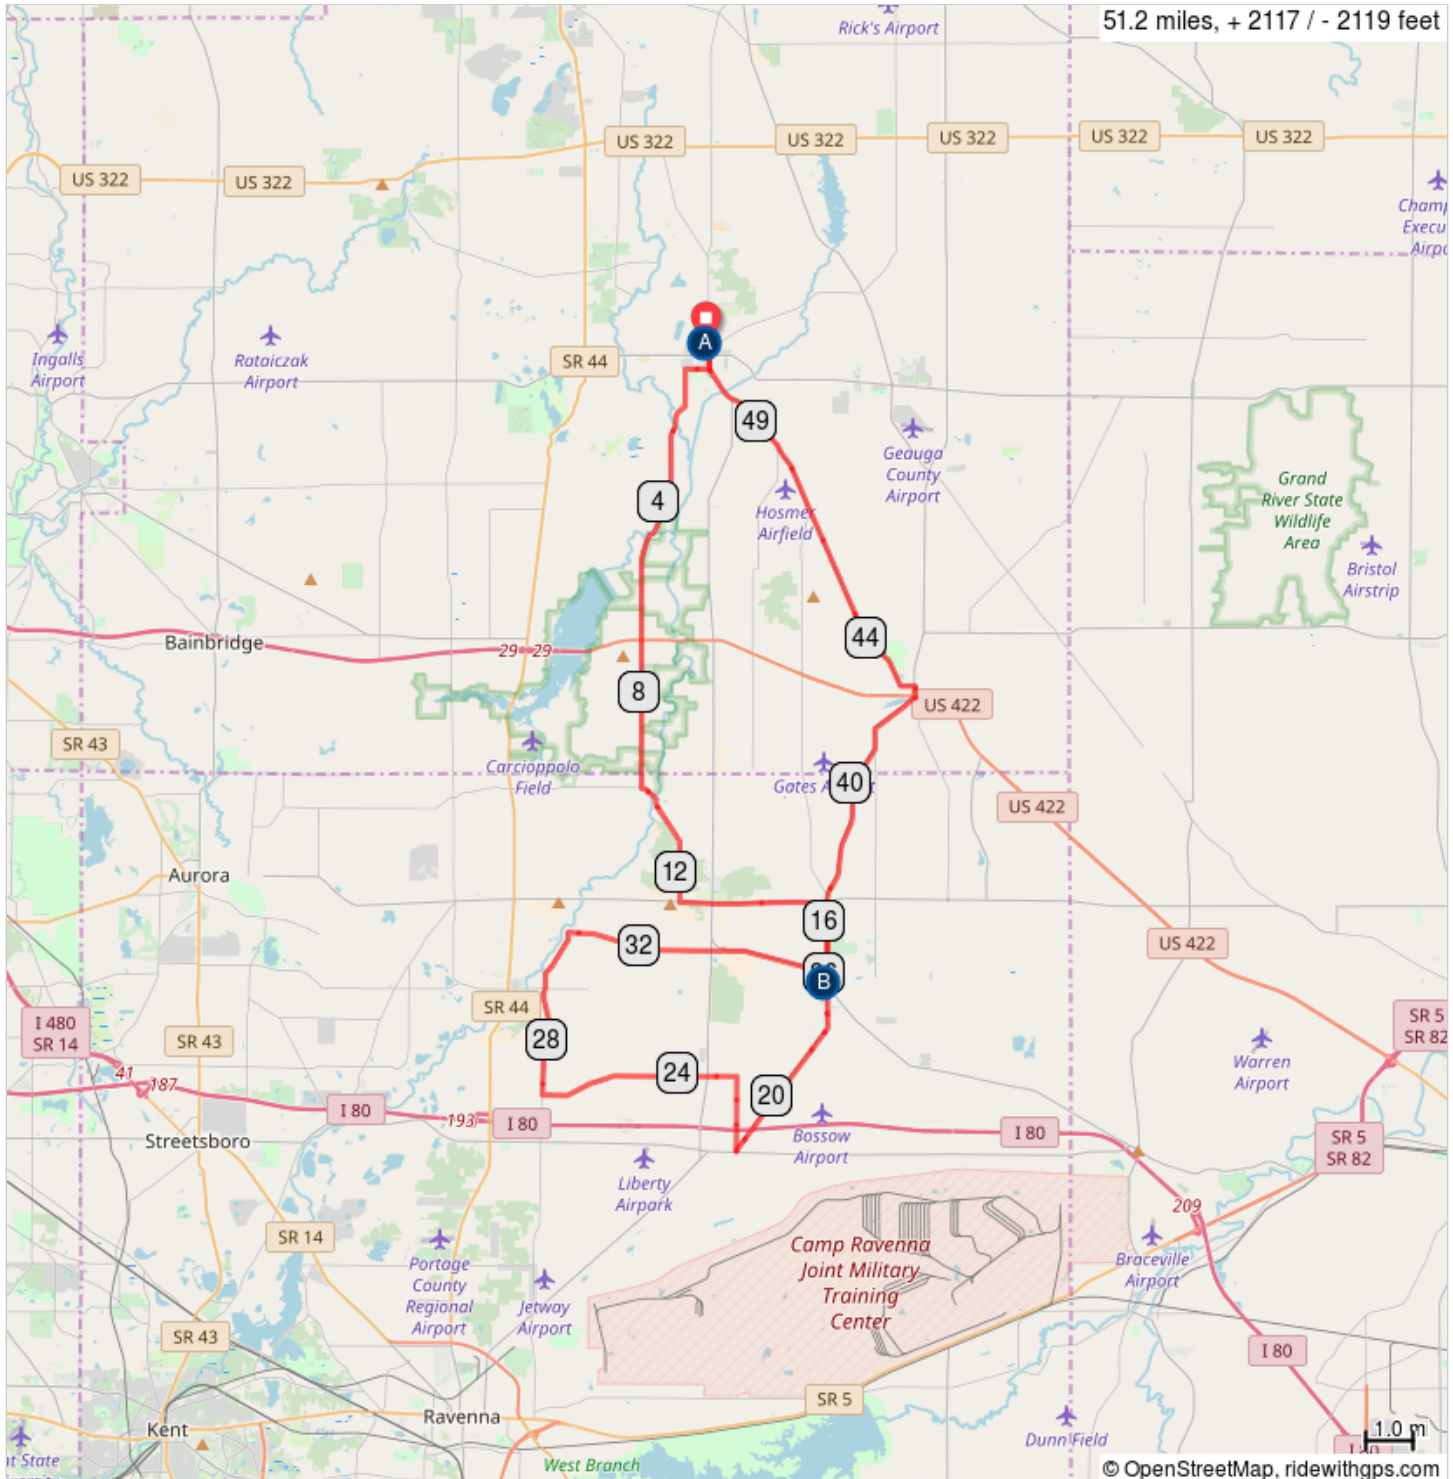 Rick's Airport
51.2 miles, + 2117 / - 2119 feet
US 322
US 322
US 322
US 322
US 322
US 322
US 322
Ingalls
Airport
Rataiczak
Airport
SR 44
A
49
4
Geauga
County
Airport
Hosmer
Airfield
Grand
River State
Wildlife
Area
Bristol
Airstrip
Bainbridge
29
29
44
8
US 422
SR 43
Carcioppolo
Field
40
US 422
Aurora
12
16
US 422
32
B
SR 44
I 480
SR 14
SR 43
28
SR 5
SR 82
Warren
Airport
41
187
24
20
I 80
193
I 80
I 80
Streetsboro
Bossow
Airport
SR 5
SR 82
Liberty
Airpark
209
SR 14
Portage
County
Regional
Airport
Camp Ravenna
Joint Military
Training
Center
Braceville
Airport
Jetway
Airport
SR 43
I 80
SR 5
Ravenna
Kent
Dunn Field
1.0 m
West Branch
© OpenStreetMap, ridewithgps.com